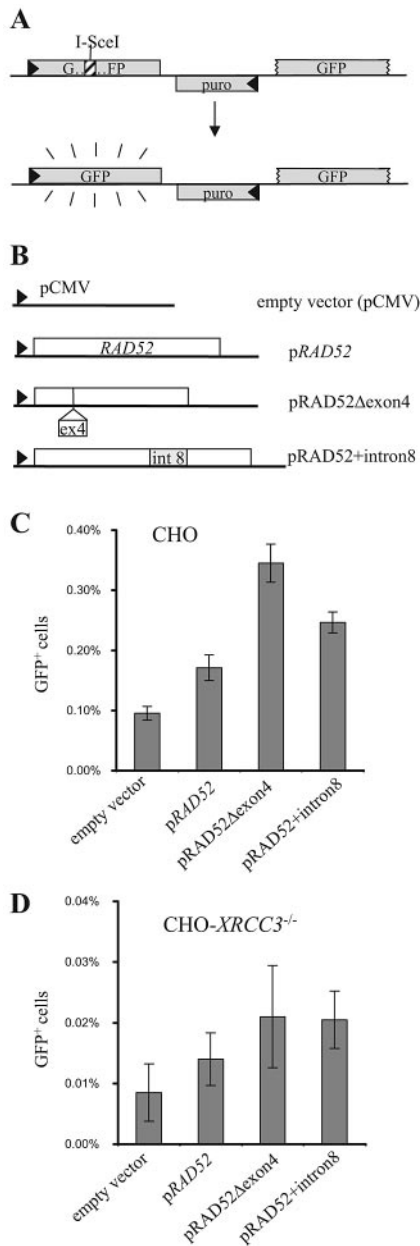 A
I-SceI
G..
..FP
GFP
puro
GFP
puro
GFP
B
pCMV
empty vector (pCMV)
RAD52
pRAD52
pRAD52Δexon4
ex4
int 8
pRAD52+intron8
C
CHO
0.40%
0.30%
0.20%
0.10%
0.00%
GFP⁺ cells
empty vector
pRAD52
pRAD52Δexon4
pRAD52+intron8
D
CHO-XRCC3⁻/⁻
0.04%
0.03%
0.02%
0.01%
0.00%
GFP⁺ cells
empty vector
pRAD52
pRAD52Δexon4
pRAD52+intron8